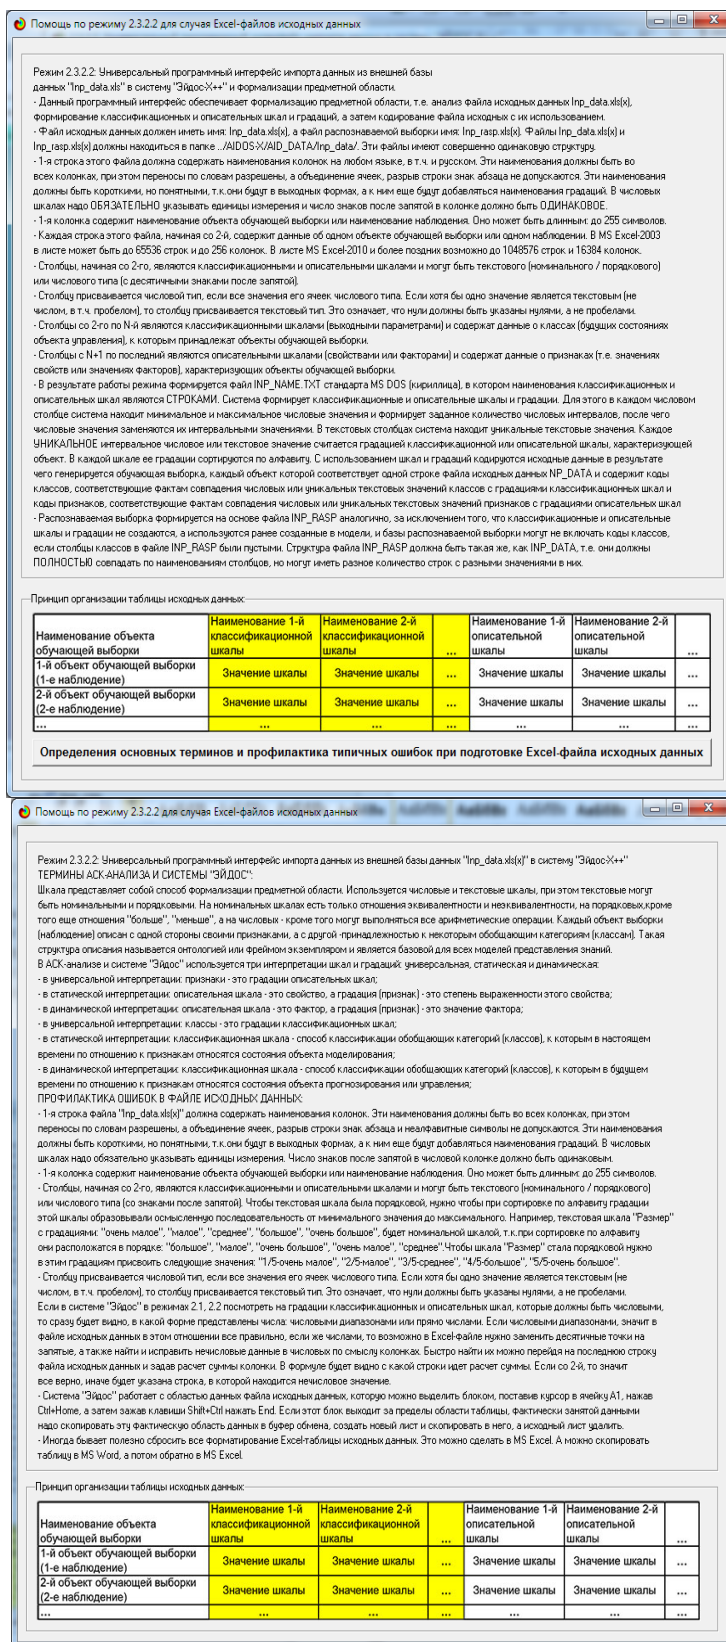 Помощь по режиму 2.3.2.2 для случая Excel-файлов исходных данных
Режим 2.3.2.2: Универсальный программный интерфейс импорта данных из внешней базы
данных "Inp_data.xls" в систему "Эйдос-X++" и формализации предметной области.
- Данный программный интерфейс обеспечивает формализацию предметной области, т.е. анализ файла исходных данных Inp_data.xls(x),
формирование классификационных и описательных шкал и градаций, а затем кодирование файла исходных с их использованием.
- Файл исходных данных должен иметь имя: Inp_data.xls(x), а файл распознаваемой выборки имя: Inp_rasp.xls(x). Файлы Inp_data.xls(x) и
Inp_rasp.xls(x) должны находиться в папке ../AIDOS-X/AID_DATA/Inp_data/. Эти файлы имеют совершенно одинаковую структуру.
- 1-я строка этого файла должна содержать наименования колонок на любом языке, в т.ч. и русском. Эти наименования должны быть во
всех колонках, при этом переносы по словам разрешены, а объединение ячеек, разрыв строки знак абзаца не допускаются. Эти наименования
должны быть короткими, но понятными, т.к.они будут в выходных формах, а к ним еще будут добавляться наименования градаций. В числовых
шкалах надо ОБЯЗАТЕЛЬНО указывать единицы измерения и число знаков после запятой в колонке должно быть ОДИНАКОВОЕ.
- 1-я колонка содержит наименование объекта обучающей выборки или наименование наблюдения. Оно может быть длинным: до 255 символов.
- Каждая строка этого файла, начиная со 2-й, содержит данные об одном объекте обучающей выборки или одном наблюдении. В MS Excel-2003
в листе может быть до 65536 строк и до 256 колонок. В листе MS Excel-2010 и более поздних возможно до 1048576 строк и 16384 колонок.
- Столбцы, начиная со 2-го, являются классификационными и описательными шкалами и могут быть текстового (номинального / порядкового)
или числового типа (с десятичными знаками после запятой).
- Столбцу присваивается числовой тип, если все значения его ячеек числового типа. Если хотя бы одно значение является текстовым (не
числом, в т.ч. пробелом), то столбцу присваивается текстовый тип. Это означает, что нули должны быть указаны нулями, а не пробелами.
- Столбцы со 2-го по N-й являются классификационными шкалами (выходными параметрами) и содержат данные о классах (будущих состояниях
объекта управления), к которым принадлежат объекты обучающей выборки.
- Столбцы с N+1 по последний являются описательными шкалами (свойствами или факторами) и содержат данные о признаках (т.е. значениях
свойств или значениях факторов), характеризующих объекты обучающей выборки.
- В результате работы режима формируется файл INP_NAME.TXT стандарта MS DOS (кириллица), в котором наименования классификационных и
описательных шкал являются СТРОКАМИ. Система формирует классификационные и описательные шкалы и градации. Для этого в каждом числовом
столбце система находит минимальное и максимальное числовые значения и формирует заданное количество числовых интервалов, после чего
числовые значения заменяются их интервальными значениями. В текстовых столбцах система находит уникальные текстовые значения. Каждое
УНИКАЛЬНОЕ интервальное числовое или текстовое значение считается градацией классификационной или описательной шкалы, характеризующей
объект. В каждой шкале ее градации сортируются по алфавиту. С использованием шкал и градаций кодируются исходные данные в результате
чего генерируется обучающая выборка, каждый объект которой соответствует одной строке файла исходных данных NP_DATA и содержит коды
классов, соответствующие фактам совпадения числовых или уникальных текстовых значений классов с градациями классификационных шкал и
коды признаков, соответствующие фактам совпадения числовых или уникальных текстовых значений признаков с градациями описательных шкал
- Распознаваемая выборка формируется на основе файла INP_RASP аналогично, за исключением того, что классификационные и описательные
шкалы и градации не создаются, а используются ранее созданные в модели, и базы распознаваемой выборки могут не включать коды классов,
если столбцы классов в файле INP_RASP были пустыми. Структура файла INP_RASP должна быть такая же, как INP_DATA, т.е. они должны
ПОЛНОСТЬЮ совпадать по наименованиям столбцов, но могут иметь разное количество строк с разными значениями в них.
Принцип организации таблицы исходных данных:
Наименование объекта обучающей выборки Наименование 1-й классификационной шкалы Наименование 2-й классификационной шкалы ... Наименование 1-й описательной шкалы Наименование 2-й описательной шкалы ...
1-й объект обучающей выборки (1-е наблюдение) Значение шкалы Значение шкалы ... Значение шкалы Значение шкалы ...
2-й объект обучающей выборки (2-е наблюдение) Значение шкалы Значение шкалы ... Значение шкалы Значение шкалы ...
... ... ... ... ... ... ...
Определения основных терминов и профилактика типичных ошибок при подготовке Excel-файла исходных данных
Помощь по режиму 2.3.2.2 для случая Excel-файлов исходных данных
Режим 2.3.2.2: Универсальный программный интерфейс импорта данных из внешней базы данных "Inp_data.xls(x)" в систему "Эйдос-X++"
ТЕРМИНЫ АСК-АНАЛИЗА И СИСТЕМЫ "ЭЙДОС":
Шкала представляет собой способ формализации предметной области. Используется числовые и текстовые шкалы, при этом текстовые могут
быть номинальными и порядковыми. На номинальных шкалах есть только отношения эквивалентности и неэквивалентности, на порядковых,кроме
того еще отношения "больше", "меньше", а на числовых - кроме того могут выполняться все арифметические операции. Каждый объект выборки
(наблюдение) описан с одной стороны своими признаками, а с другой -принадлежностью к некоторым обобщающим категориям (классам). Такая
структура описания называется онтологией или фреймом экземпляром и является базовой для всех моделей представления знаний.
В АСК-анализе и системе "Эйдос" используется три интерпретации шкал и градаций: универсальная, статическая и динамическая:
- в универсальной интерпретации: признаки - это градации описательных шкал;
- в статической интерпретации: описательная шкала - это свойство, а градация (признак) - это степень выраженности этого свойства;
- в динамической интерпретации: описательная шкала - это фактор, а градация (признак) - это значение фактора;
- в универсальной интерпретации: классы - это градации классификационных шкал;
- в статической интерпретации: классификационная шкала - способ классификации обобщающих категорий (классов), к которым в настоящем
времени по отношению к признакам относятся состояния объекта моделирования;
- в динамической интерпретации: классификационная шкала - способ классификации обобщающих категорий (классов), к которым в будущем
времени по отношению к признакам относятся состояния объекта прогнозирования или управления;
ПРОФИЛАКТИКА ОШИБОК В ФАЙЛЕ ИСХОДНЫХ ДАННЫХ:
- 1-я строка файла "Inp_data.xls(x)" должна содержать наименования колонок. Эти наименования должны быть во всех колонках, при этом
переносы по словам разрешены, а объединение ячеек, разрыв строки знак абзаца и неалфавитные символы не допускаются. Эти наименования
должны быть короткими, но понятными, т.к.они будут в выходных формах, а к ним еще будут добавляться наименования градаций. В числовых
шкалах надо обязательно указывать единицы измерения. Число знаков после запятой в числовой колонке должно быть одинаковым.
- 1-я колонка содержит наименование объекта обучающей выборки или наименование наблюдения. Оно может быть длинным: до 255 символов.
- Столбцы, начиная со 2-го, являются классификационными и описательными шкалами и могут быть текстового (номинального / порядкового)
или числового типа (со знаками после запятой). Чтобы текстовая шкала была порядковой, нужно чтобы при сортировке по алфавиту градации
этой шкалы образовывали осмысленную последовательность от минимального значения до максимального. Например, текстовая шкала "Размер"
с градациями: "очень малое", "малое", "среднее", "большое", "очень большое", будет номинальной шкалой, т.к.при сортировке по алфавиту
они расположатся в порядке: "большое", "малое", "очень большое", "очень малое", "среднее".Чтобы шкала "Размер" стала порядковой нужно
в этим градациям присвоить следующие значения: "1/5-очень малое", "2/5-малое", "3/5-среднее", "4/5-большое", "5/5-очень большое".
- Столбцу присваивается числовой тип, если все значения его ячеек числового типа. Если хотя бы одно значение является текстовым (не
числом, в т.ч. пробелом), то столбцу присваивается текстовый тип. Это означает, что нули должны быть указаны нулями, а не пробелами.
Если в системе "Эйдос" в режимах 2.1, 2.2 посмотреть на градации классификационных и описательных шкал, которые должны быть числовыми,
то сразу будет видно, в какой форме представлены числа: числовыми диапазонами или прямо числами. Если числовыми диапазонами, значит в
файле исходных данных в этом отношении все правильно, если же числами, то возможно в Excel-файле нужно заменить десятичные точки на
запятые, а также найти и исправить нечисловые данные в числовых по смыслу колонках. Быстро найти их можно перейдя на последнюю строку
файла исходных данных и задав расчет суммы колонки. В формуле будет видно с какой строки идет расчет суммы. Если со 2-й, то значит
все верно, иначе будет указана строка, в которой находится нечисловое значение.
- Система "Эйдос" работает с областью данных файла исходных данных, которую можно выделить блоком, поставив курсор в ячейку A1, нажав
Ctrl+Home, а затем зажав клавиши Shift+Ctrl нажать End. Если этот блок выходит за пределы области таблицы, фактически занятой данными
надо скопировать эту фактическую область данных в буфер обмена, создать новый лист и скопировать в него, а исходный лист удалить.
- Иногда бывает полезно сбросить все форматирование Excel-таблицы исходных данных. Это можно сделать в MS Excel. А можно скопировать
таблицу в MS Word, а потом обратно в MS Excel.
Принцип организации таблицы исходных данных:
Наименование объекта обучающей выборки Наименование 1-й классификационной шкалы Наименование 2-й классификационной шкалы ... Наименование 1-й описательной шкалы Наименование 2-й описательной шкалы ...
1-й объект обучающей выборки (1-е наблюдение) Значение шкалы Значение шкалы ... Значение шкалы Значение шкалы ...
2-й объект обучающей выборки (2-е наблюдение) Значение шкалы Значение шкалы ... Значение шкалы Значение шкалы ...
... ... ... ... ... ... ...